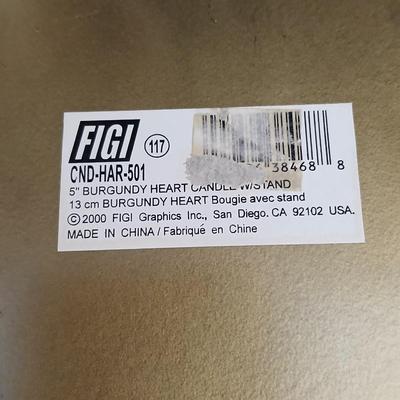 FIGI
117
38468 8
CND-HAR-501
5" BURGUNDY HEART CANDLE W/STAND
13 cm BURGUNDY HEART Bougie avec stand
©2000 FIGI Graphics Inc., San Diego. CA 92102 USA.
MADE IN CHINA / Fabriqué en Chine